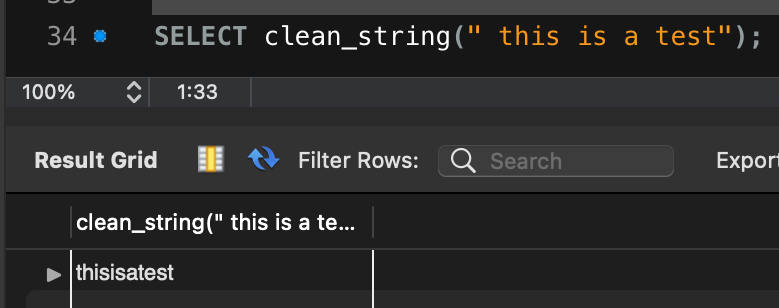 34 SELECT clean_string(" this is a test");
100% 1:33
Result Grid Filter Rows: Search Export
clean_string(" this is a te...
thisisatest